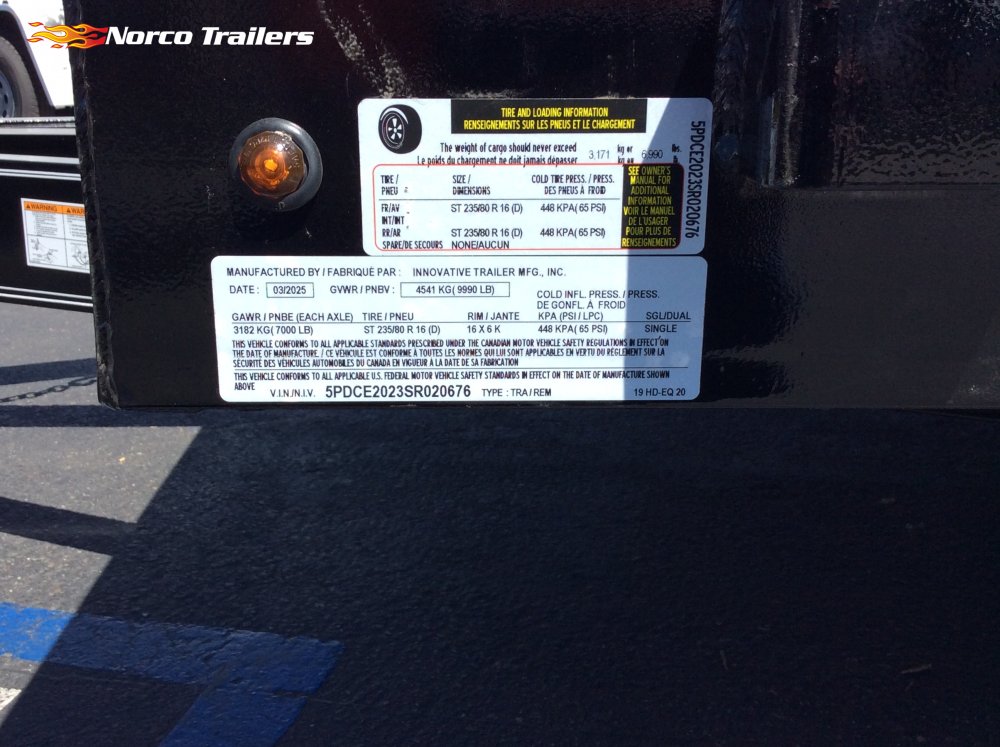 Norco Trailers
TIRE AND LOADING INFORMATION
RENSEIGNEMENTS SUR LES PNEUS ET LE CHARGEMENT
The weight of cargo should never exceed
Le poids du chargement ne doit jamais dépasser
3,171 kg or 6,990 lbs.
kg ou
TIRE / SIZE / COLD TIRE PRESS. / PRESS.
PNEU DIMENSIONS DES PNEUS À FROID
FR/AV ST 235/80 R 16 (D) 448 KPA( 65 PSI)
INT/INT
RR/AR ST 235/80 R 16 (D) 448 KPA( 65 PSI)
SPARE/DE SECOURS NONE/AUCUN
SEE OWNER'S
MANUAL FOR
ADDITIONAL
INFORMATION
VOIR LE MANUEL
DE L'USAGER
POUR PLUS DE
RENSEIGNEMENTS
5PDCE2023SR020676
WARNING
WARNING
MANUFACTURED BY / FABRIQUÉ PAR : INNOVATIVE TRAILER MFG., INC.
DATE : 03/2025 GVWR / PNBV : 4541 KG( 9990 LB)
COLD INFL. PRESS. / PRESS.
DE GONFL. À FROID
GAWR / PNBE (EACH AXLE) TIRE / PNEU RIM / JANTE KPA (PSI / LPC) SGL/DUAL
3182 KG( 7000 LB) ST 235/80 R 16 (D) 16 X 6 K 448 KPA( 65 PSI) SINGLE
THIS VEHICLE CONFORMS TO ALL APPLICABLE STANDARDS PRESCRIBED UNDER THE CANADIAN MOTOR VEHICLE SAFETY REGULATIONS IN EFFECT ON
THE DATE OF MANUFACTURE. / CE VÉHICULE EST CONFORME À TOUTES LES NORMES QUI LUI SONT APPLICABLES EN VERTU DU RÈGLEMENT SUR LA
SÉCURITÉ DES VÉHICULES AUTOMOBILES DU CANADA EN VIGUEUR À LA DATE DE SA FABRICATION
THIS VEHICLE CONFORMS TO ALL APPLICABLE U.S. FEDERAL MOTOR VEHICLE SAFETY STANDARDS IN EFFECT ON THE DATE OF MANUFACTURE SHOWN
ABOVE
V.I.N./N.I.V. 5PDCE2023SR020676 TYPE : TRA / REM 19 HD-EQ 20